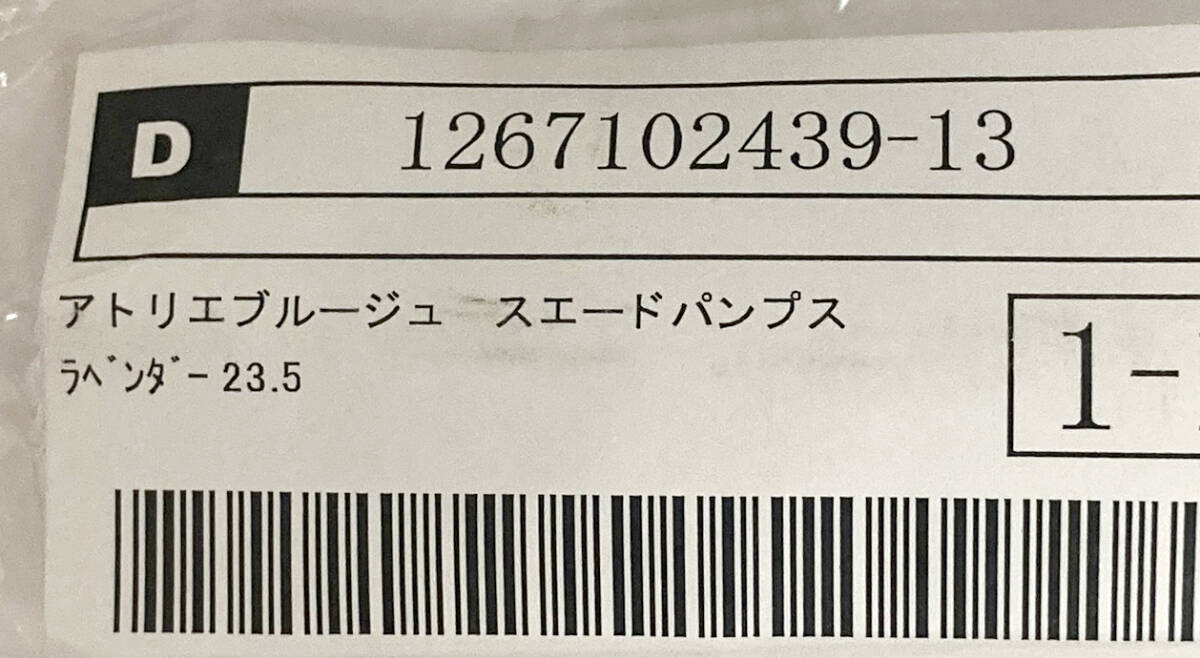 D 1267102439-13
アトリエブルージュ　スエードパンプス
ﾗﾍﾞﾝﾀﾞｰ 23.5
1-